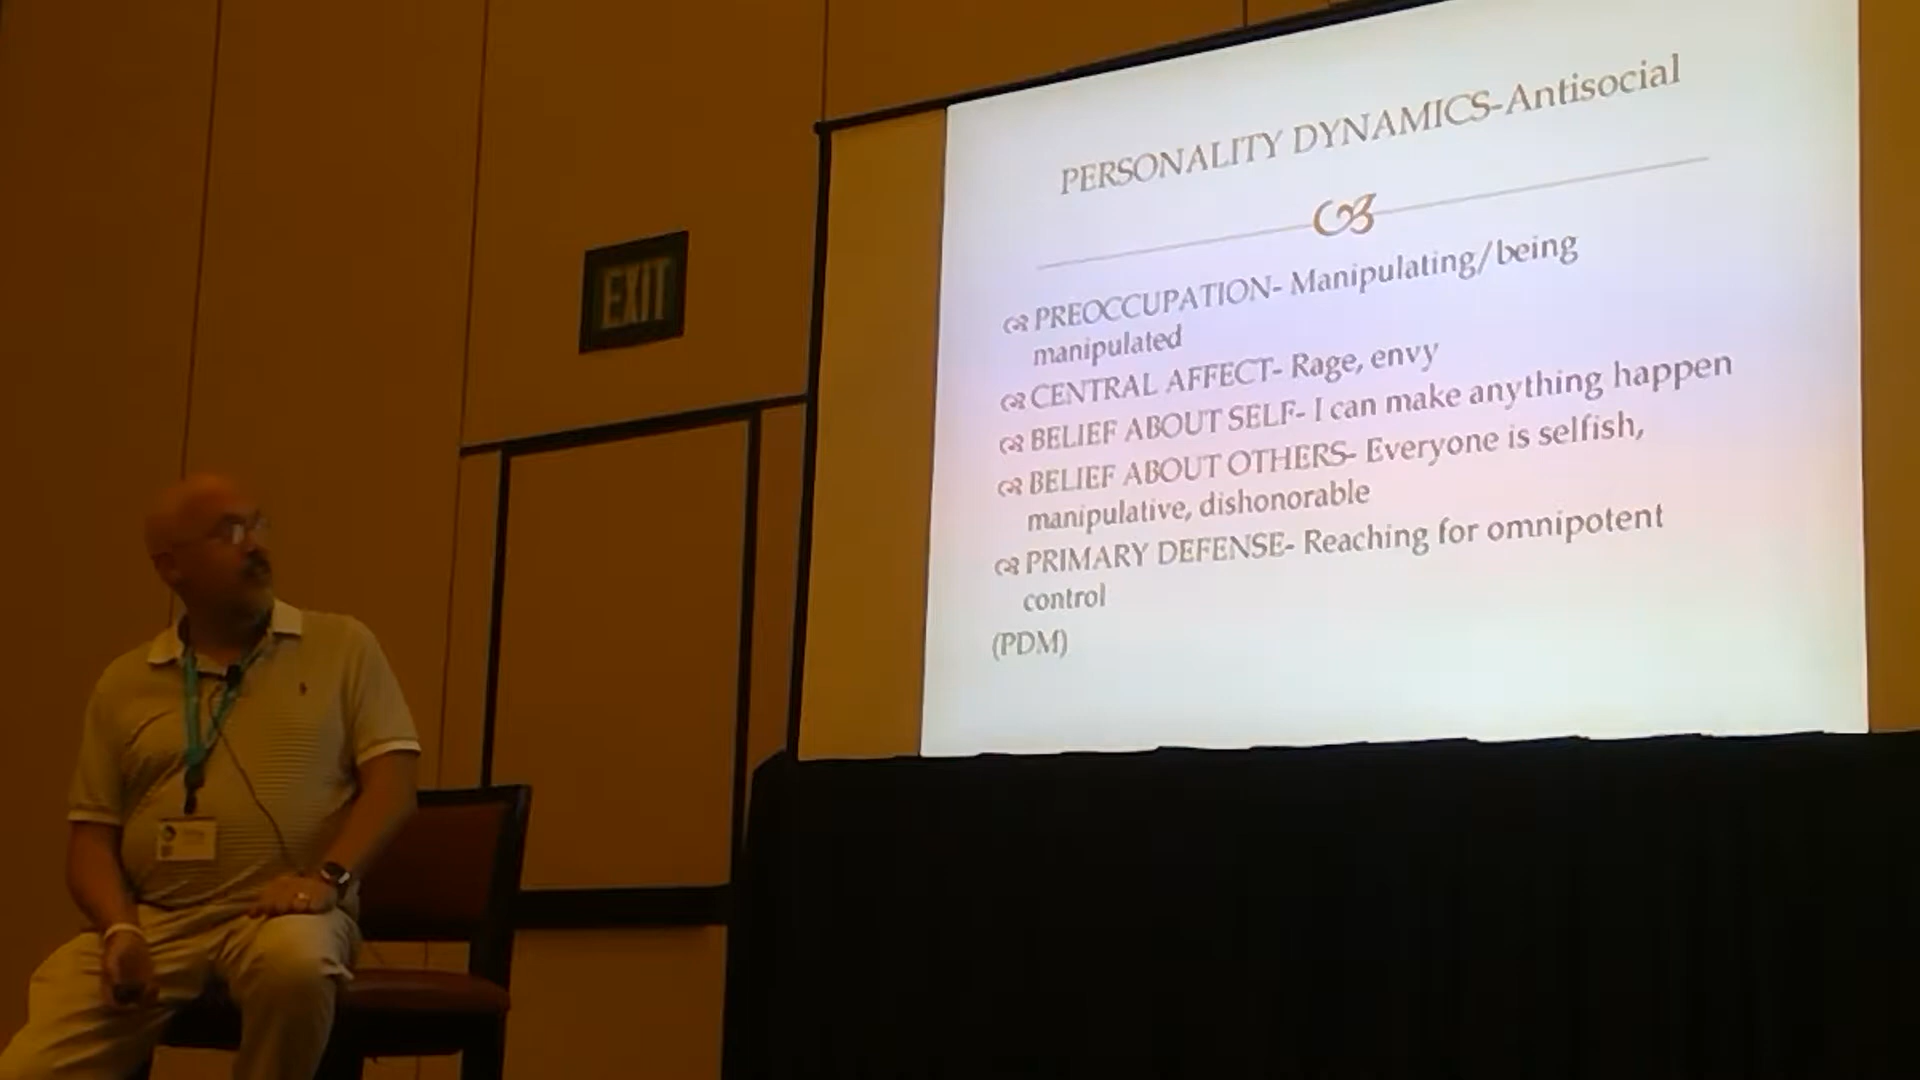 PERSONALITY DYNAMICS-Antisocial
PREOCCUPATION- Manipulating/being
manipulated
CENTRAL AFFECT- Rage, envy
BELIEF ABOUT SELF- I can make anything happen
BELIEF ABOUT OTHERS- Everyone is selfish,
manipulative, dishonorable
PRIMARY DEFENSE- Reaching for omnipotent
control
(PDM)
EXIT